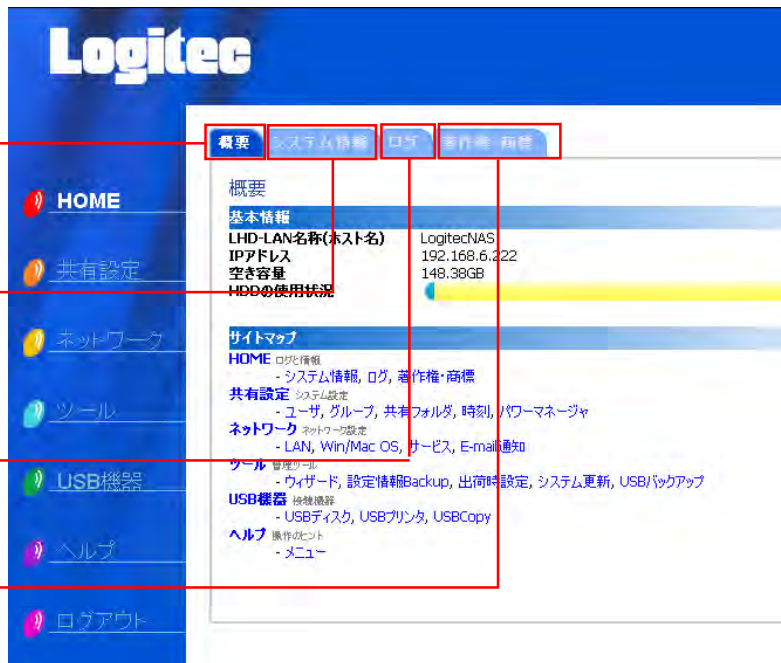 Logitec
概要 システム情報 ログ 著作権・商標
HOME
共有設定
ネットワーク
ツール
USB機器
ヘルプ
ログアウト
概要
基本情報
LHD-LAN名称(ホスト名) LogitecNAS
IPアドレス 192.168.6.222
空き容量 148.38GB
HDDの使用状況
サイトマップ
HOME ログと情報
- システム情報, ログ, 著作権・商標
共有設定 システム設定
- ユーザ, グループ, 共有フォルダ, 時刻, パワーマネージャ
ネットワーク ネットワーク設定
- LAN, Win/Mac OS, サービス, E-mail通知
ツール 管理ツール
- ウィザード, 設定情報Backup, 出荷時設定, システム更新, USBバックアップ
USB機器 接続機器
- USBディスク, USBプリンタ, USBCopy
ヘルプ 操作のヒント
- メニュー